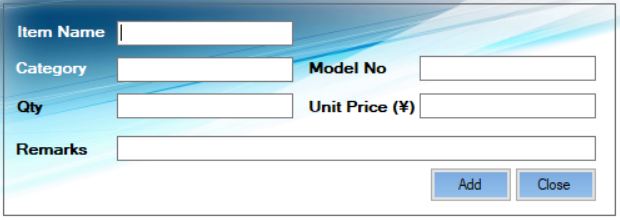 Item Name
Category Model No
Qty Unit Price (¥)
Remarks
Add Close